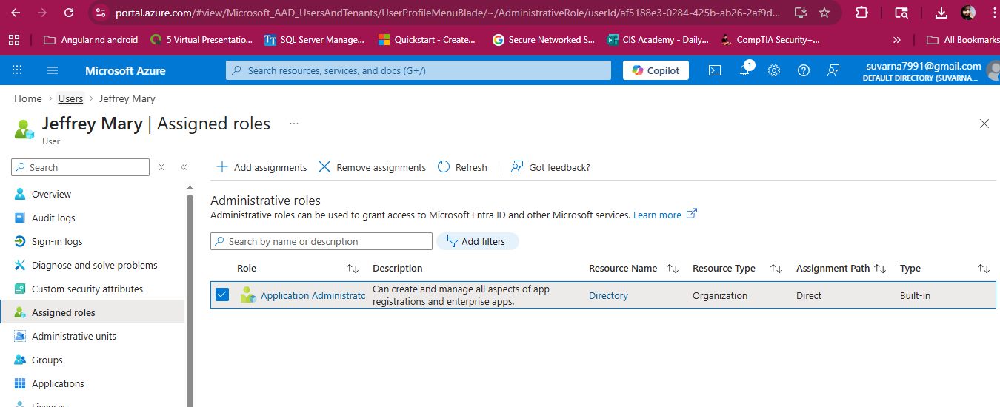 portal.azure.com/#view/Microsoft_AAD_UsersAndTenants/UserProfileMenuBlade/~/AdministrativeRole/userId/af5188e3-0284-425b-ab26-2af9d...
Angular nd android 5 Virtual Presentatio... SQL Server Manage... Quickstart - Create... Secure Networked S... CIS Academy - Daily... CompTIA Security+... » All Bookmarks
Microsoft Azure Search resources, services, and docs (G+/) Copilot 1 suvarna7991@gmail.com
DEFAULT DIRECTORY (SUVARNA...
Home > Users > Jeffrey Mary
Jeffrey Mary | Assigned roles ...
User
Search Add assignments Remove assignments Refresh Got feedback?
Overview
Audit logs
Sign-in logs
Diagnose and solve problems
Custom security attributes
Assigned roles
Administrative units
Groups
Applications
Licenses
Administrative roles
Administrative roles can be used to grant access to Microsoft Entra ID and other Microsoft services. Learn more
Search by name or description Add filters
Role Description Resource Name Resource Type Assignment Path Type
Application Administrato Can create and manage all aspects of app registrations and enterprise apps. Directory Organization Direct Built-in